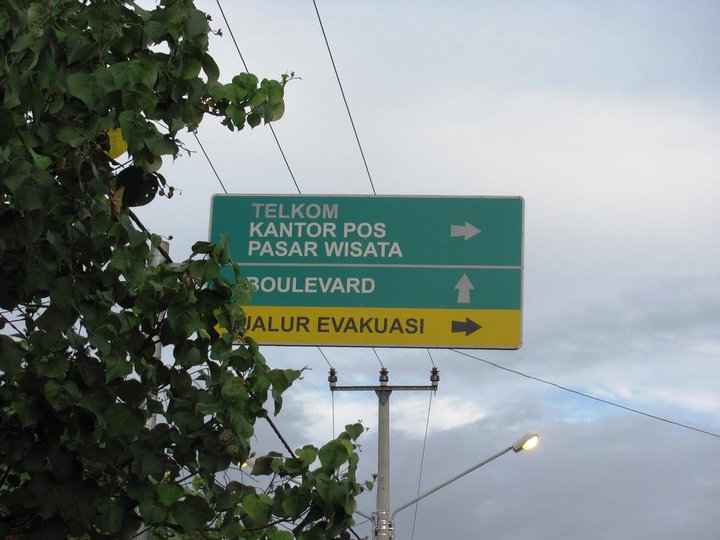 TELKOM
KANTOR POS
PASAR WISATA
BOULEVARD
JALUR EVAKUASI